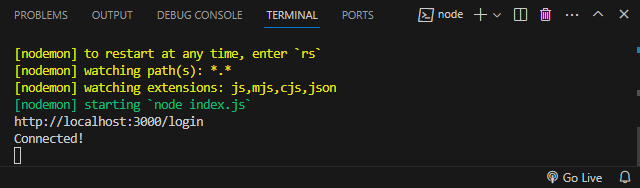 PROBLEMS OUTPUT DEBUG CONSOLE TERMINAL PORTS node
[nodemon] to restart at any time, enter `rs`
[nodemon] watching path(s): *.*
[nodemon] watching extensions: js,mjs,cjs,json
[nodemon] starting `node index.js`
http://localhost:3000/login
Connected!
Go Live